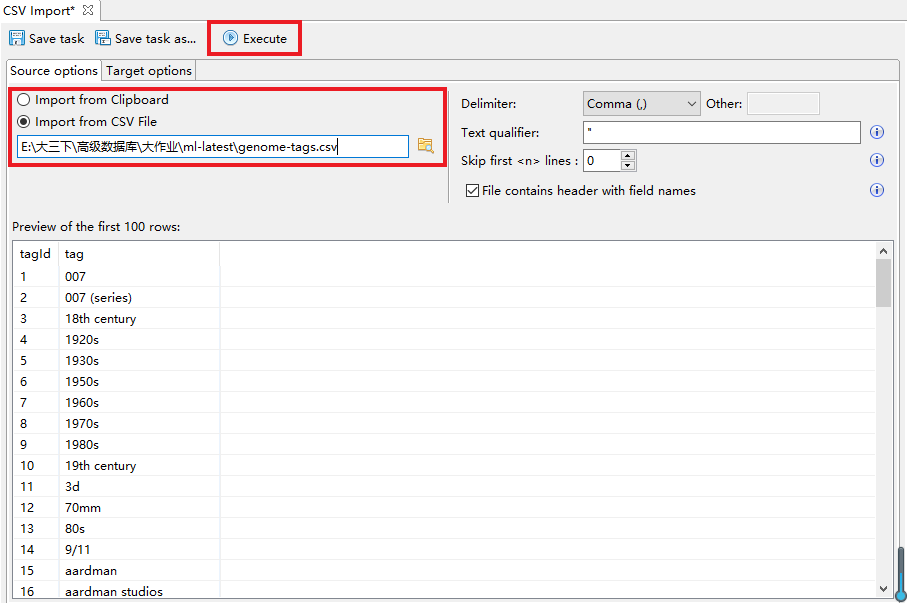 CSV Import*
Save task Save task as... Execute
Source options Target options
Import from Clipboard
Import from CSV File
E:\大三下\高级数据库\大作业\ml-latest\genome-tags.csv
Delimiter: Comma (,) Other:
Text qualifier: "
Skip first <n> lines : 0
File contains header with field names
Preview of the first 100 rows:
tagId tag
1 007
2 007 (series)
3 18th century
4 1920s
5 1930s
6 1950s
7 1960s
8 1970s
9 1980s
10 19th century
11 3d
12 70mm
13 80s
14 9/11
15 aardman
16 aardman studios